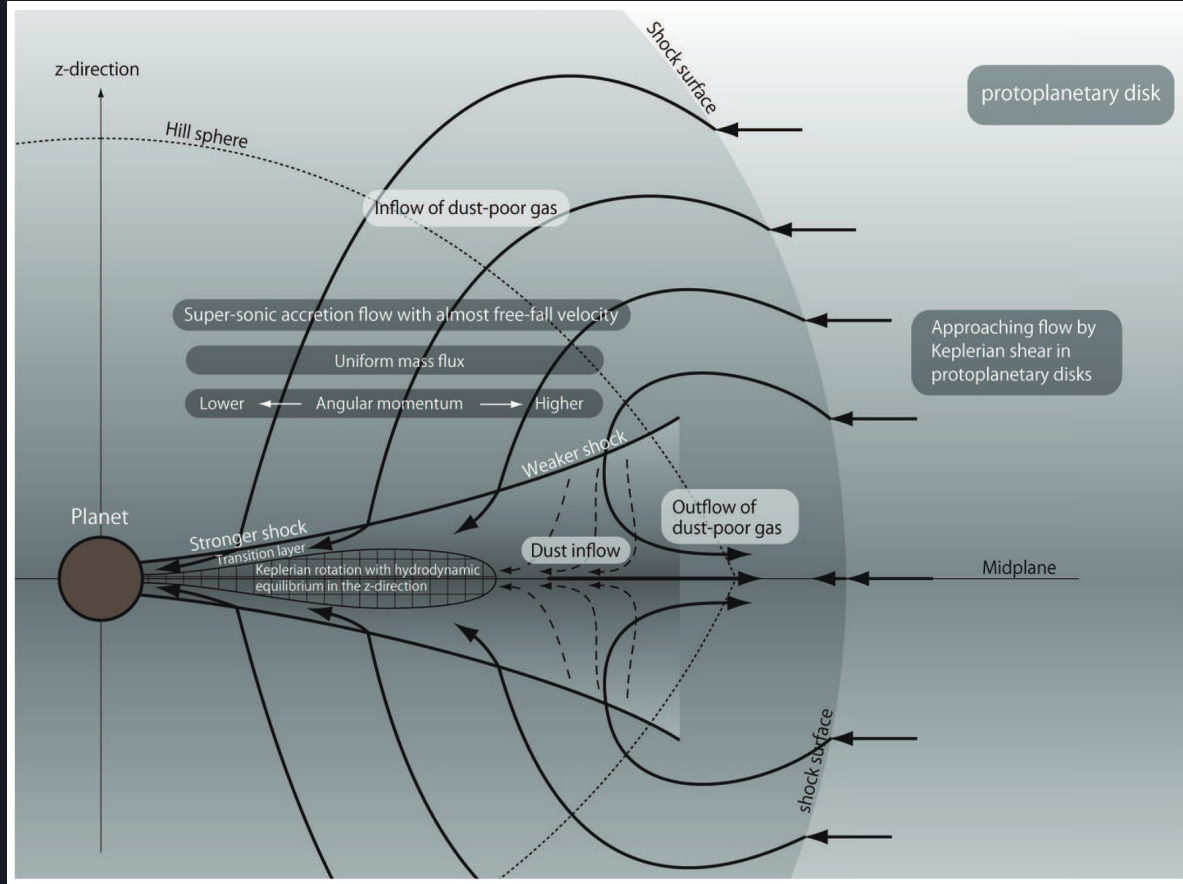 Shock surface
z-direction
protoplanetary disk
Hill sphere
Inflow of dust-poor gas
Super-sonic accretion flow with almost free-fall velocity
Approaching flow by
Keplerian shear in
protoplanetary disks
Uniform mass flux
Lower Angular momentum Higher
Weaker shock
Planet
Stronger shock
Transition layer
Outflow of
dust-poor gas
Dust inflow
Keplerian rotation with hydrodynamic
equilibrium in the z-direction
Midplane
shock surface